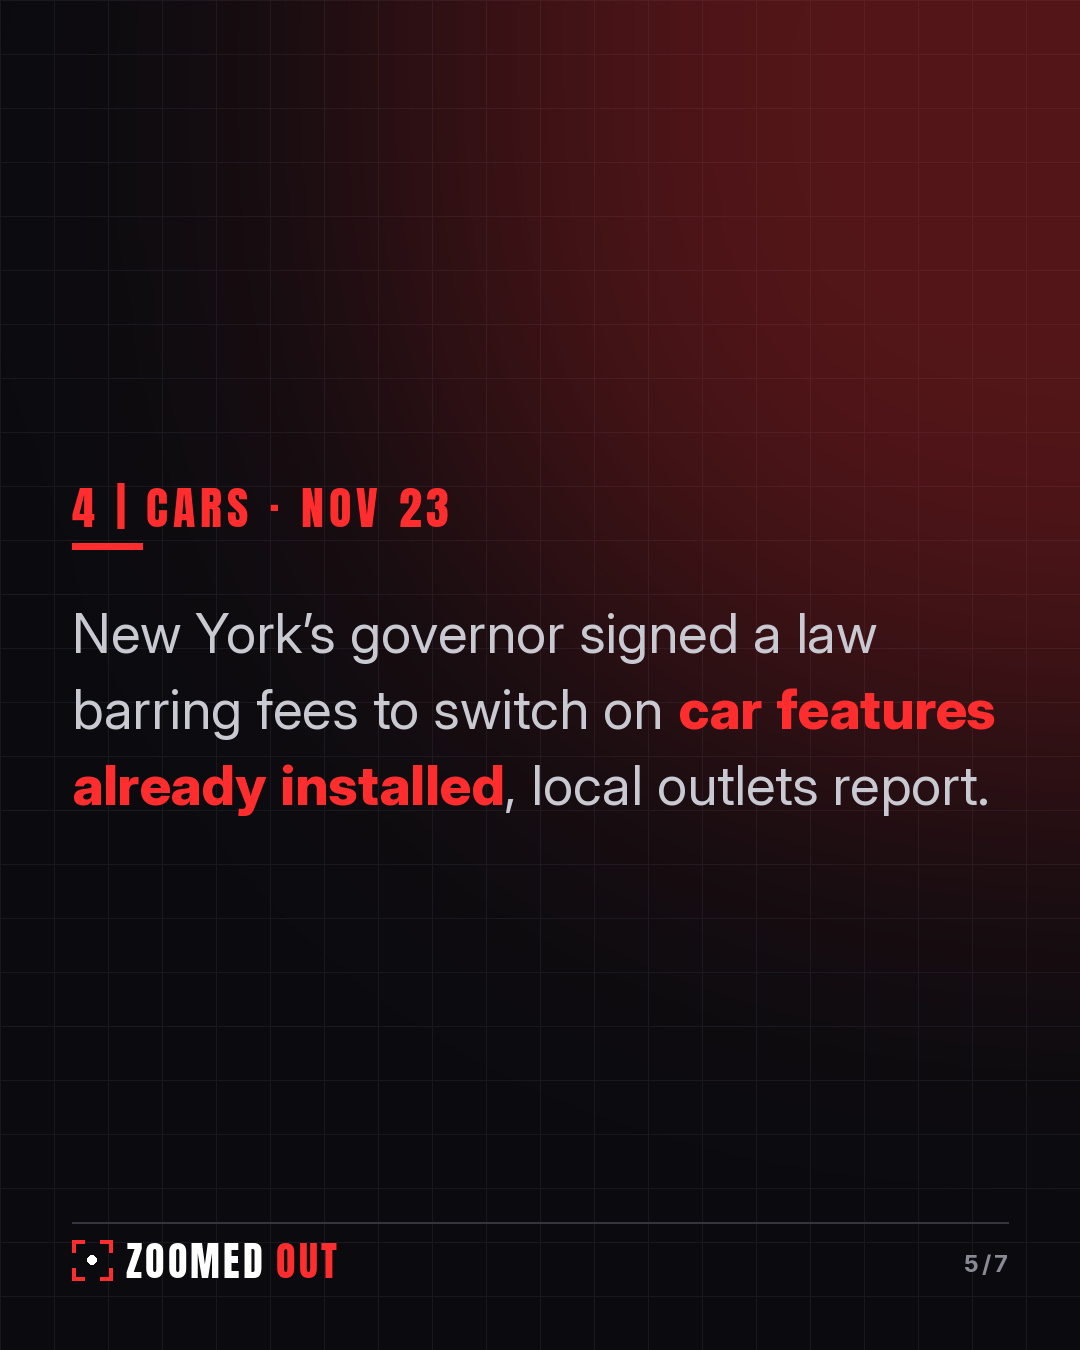 4 | CARS · NOV 23
New York’s governor signed a law
barring fees to switch on car features
already installed, local outlets report.
ZOOMED OUT
5/7